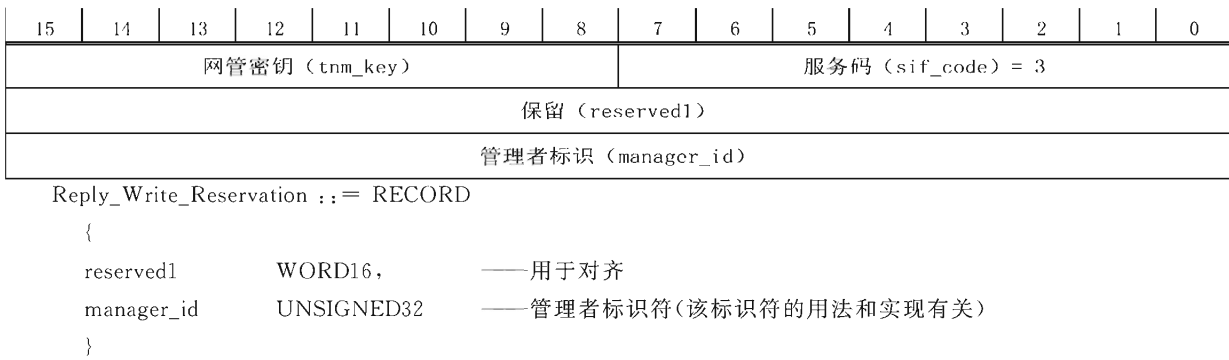 15 14 13 12 11 10 9 8 7 6 5 4 3 2 1 0
网管密钥（tnm_key） 服务码（sif_code）= 3
保留（reserved1）
管理者标识（manager_id）
Reply_Write_Reservation ::= RECORD
{
reserved1 WORD16, ——用于对齐
manager_id UNSIGNED32 ——管理者标识符(该标识符的用法和实现有关)
}